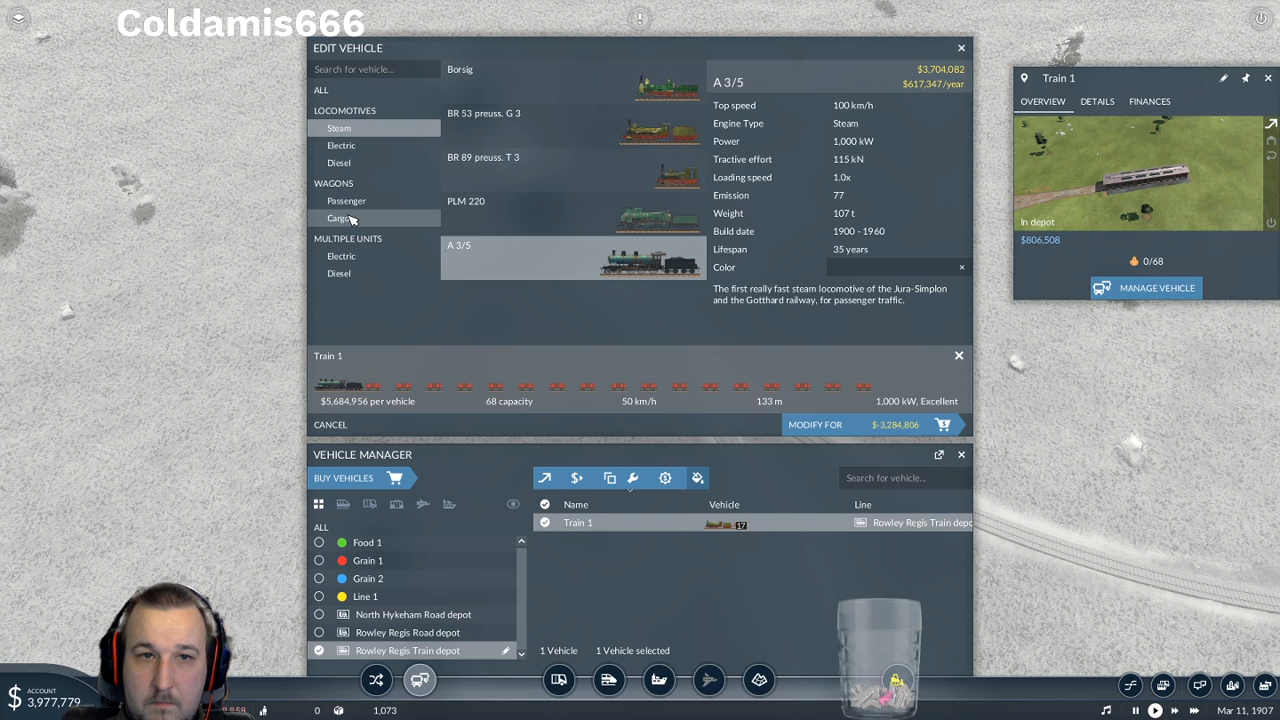 Coldamis666
EDIT VEHICLE
Search for vehicle...
ALL
LOCOMOTIVES
Steam
Electric
Diesel
WAGONS
Passenger
Cargo
MULTIPLE UNITS
Electric
Diesel
Borsig
BR 53 preuss. G 3
BR 89 preuss. T 3
PLM 220
A 3/5
A 3/5
$3,704,082
$617,347/year
Top speed 100 km/h
Engine Type Steam
Power 1,000 kW
Tractive effort 115 kN
Loading speed 1.0x
Emission 77
Weight 107 t
Build date 1900 - 1960
Lifespan 35 years
Color
The first really fast steam locomotive of the Jura-Simplon
and the Gotthard railway, for passenger traffic.
Train 1
$5,684,956 per vehicle 68 capacity 50 km/h 133 m 1,000 kW, Excellent
CANCEL
MODIFY FOR $-3,284,806
VEHICLE MANAGER
BUY VEHICLES
Search for vehicle...
ALL
Food 1
Grain 1
Grain 2
Line 1
North Hykeham Road depot
Rowley Regis Road depot
Rowley Regis Train depot
Name Vehicle Line
Train 1 17 Rowley Regis Train depc
1 Vehicle 1 Vehicle selected
Train 1
OVERVIEW DETAILS FINANCES
In depot
$806,508
0/68
MANAGE VEHICLE
$ ACCOUNT
3,977,779
0
1,073
Mar 11, 1907